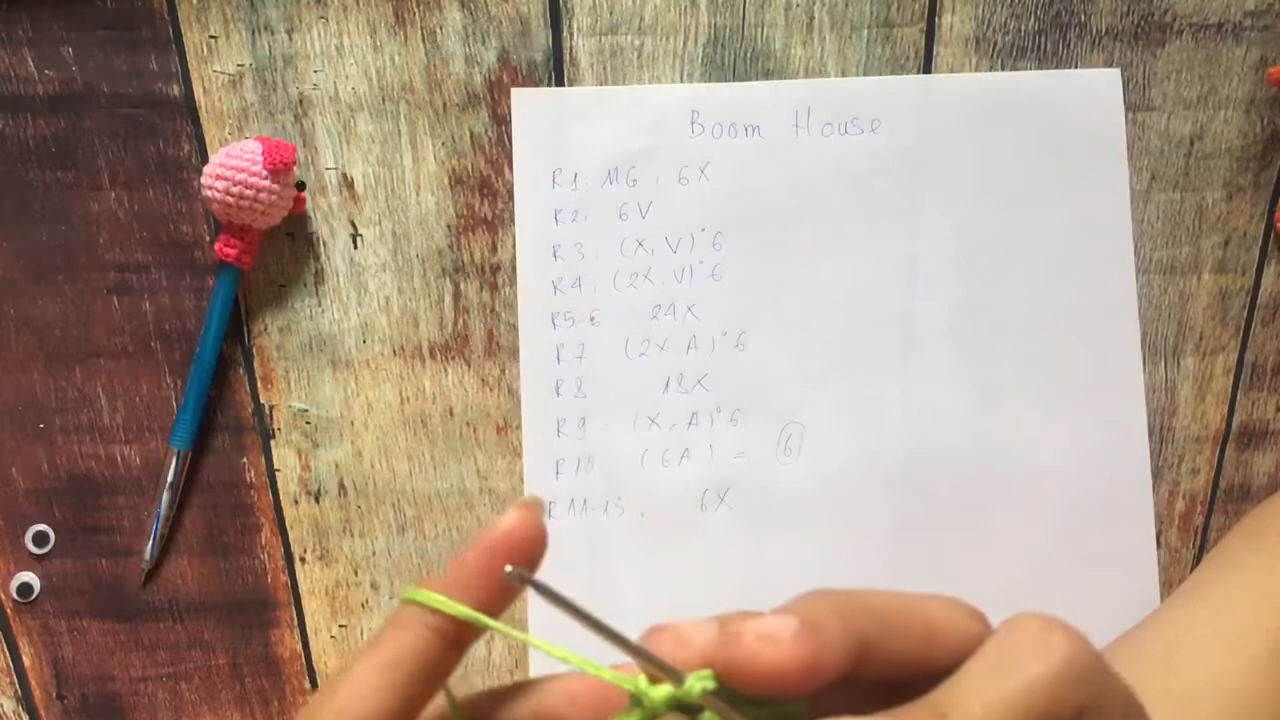 Boom House
R1. MG. 6X
R2. 6V
R3. (X, V)*6
R4. (2X, V)*6
R5-6 24X
R7 (2X, A)*6
R8 18X
R9. (X, A)*6
R10 (6A) = 6
R11-13. 6X